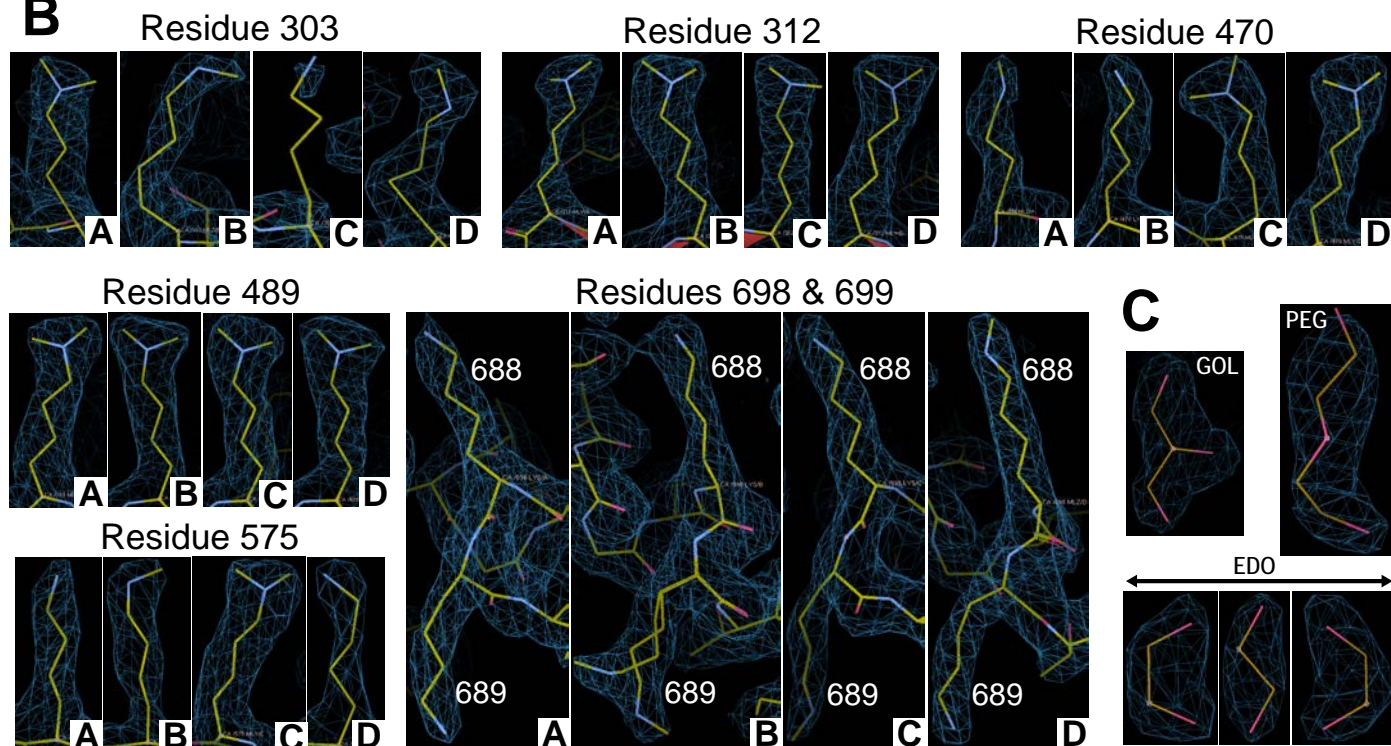 B
Residue 303
Residue 312
Residue 470
A B C D
A B C D
A B C D
Residue 489
Residues 698 & 699
A B C D
688 688 688 688
689 689 689 689
A B C D
Residue 575
A B C D
C
GOL
PEG
EDO